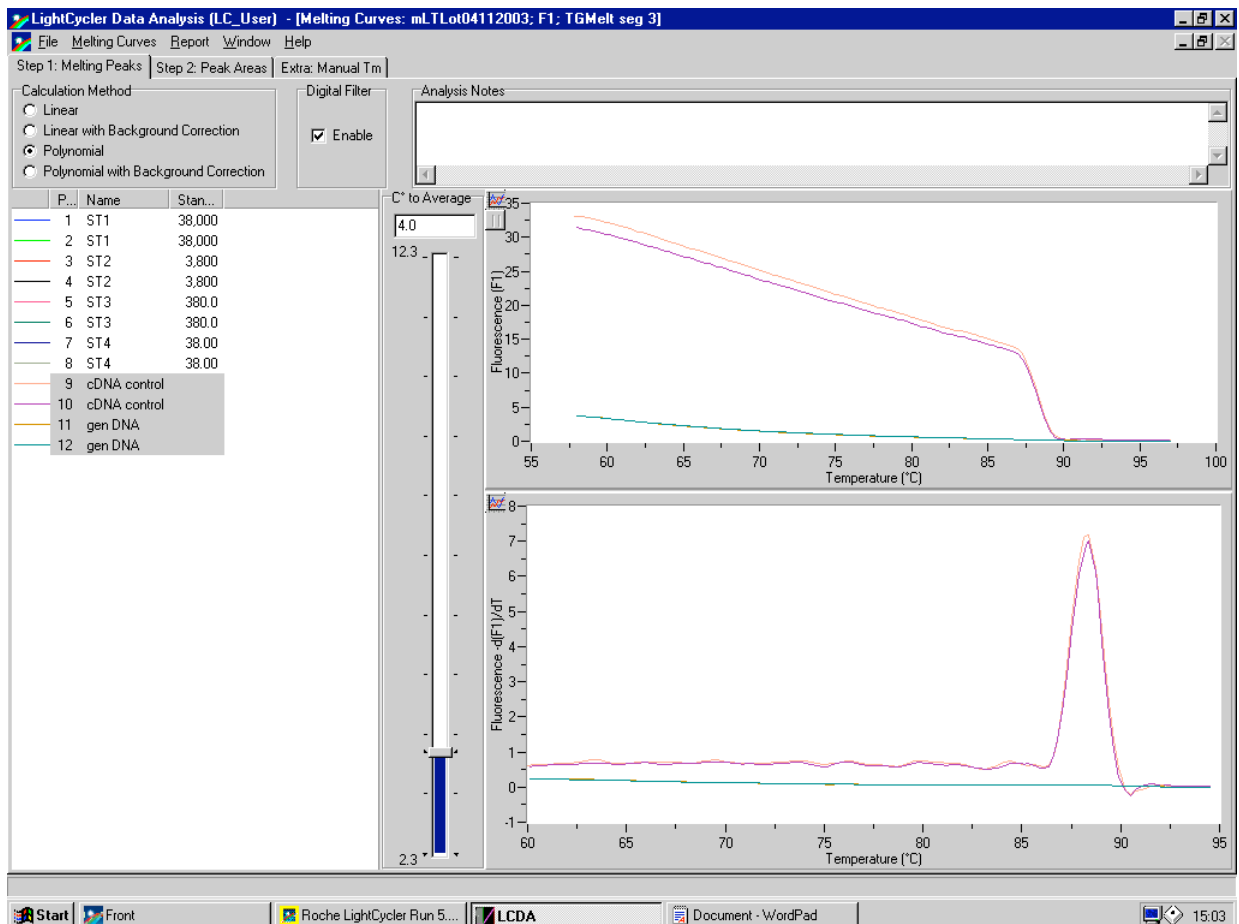 LightCycler Data Analysis (LC_User) - [Melting Curves: mLTLot04112003; F1; TGMelt seg 3]
File Melting Curves Report Window Help
Step 1: Melting Peaks Step 2: Peak Areas Extra: Manual Tm
Calculation Method
Linear
Linear with Background Correction
Polynomial
Polynomial with Background Correction
Digital Filter
Enable
Analysis Notes
P... Name Stan...
1 ST1 38,000
2 ST1 38,000
3 ST2 3,800
4 ST2 3,800
5 ST3 380.0
6 ST3 380.0
7 ST4 38.00
8 ST4 38.00
9 cDNA control
10 cDNA control
11 gen DNA
12 gen DNA
C° to Average
4.0
12.3
2.3
Fluorescence (F1)
35
30
25
20
15
10
5
0
55 60 65 70 75 80 85 90 95 100
Temperature (°C)
Fluorescence -d(F1)/dT
8
7
6
5
4
3
2
1
0
-1
60 65 70 75 80 85 90 95
Temperature (°C)
Start Front Roche LightCycler Run 5.... LCDA Document - WordPad 15:03